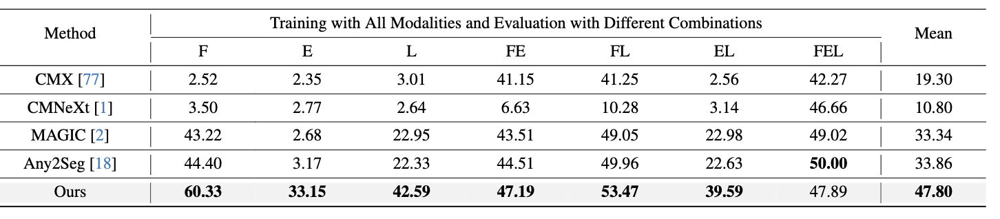 Method Training with All Modalities and Evaluation with Different Combinations Mean
F E L FE FL EL FEL
CMX [77] 2.52 2.35 3.01 41.15 41.25 2.56 42.27 19.30
CMNeXt [1] 3.50 2.77 2.64 6.63 10.28 3.14 46.66 10.80
MAGIC [2] 43.22 2.68 22.95 43.51 49.05 22.98 49.02 33.34
Any2Seg [18] 44.40 3.17 22.33 44.51 49.96 22.63 50.00 33.86
Ours 60.33 33.15 42.59 47.19 53.47 39.59 47.89 47.80